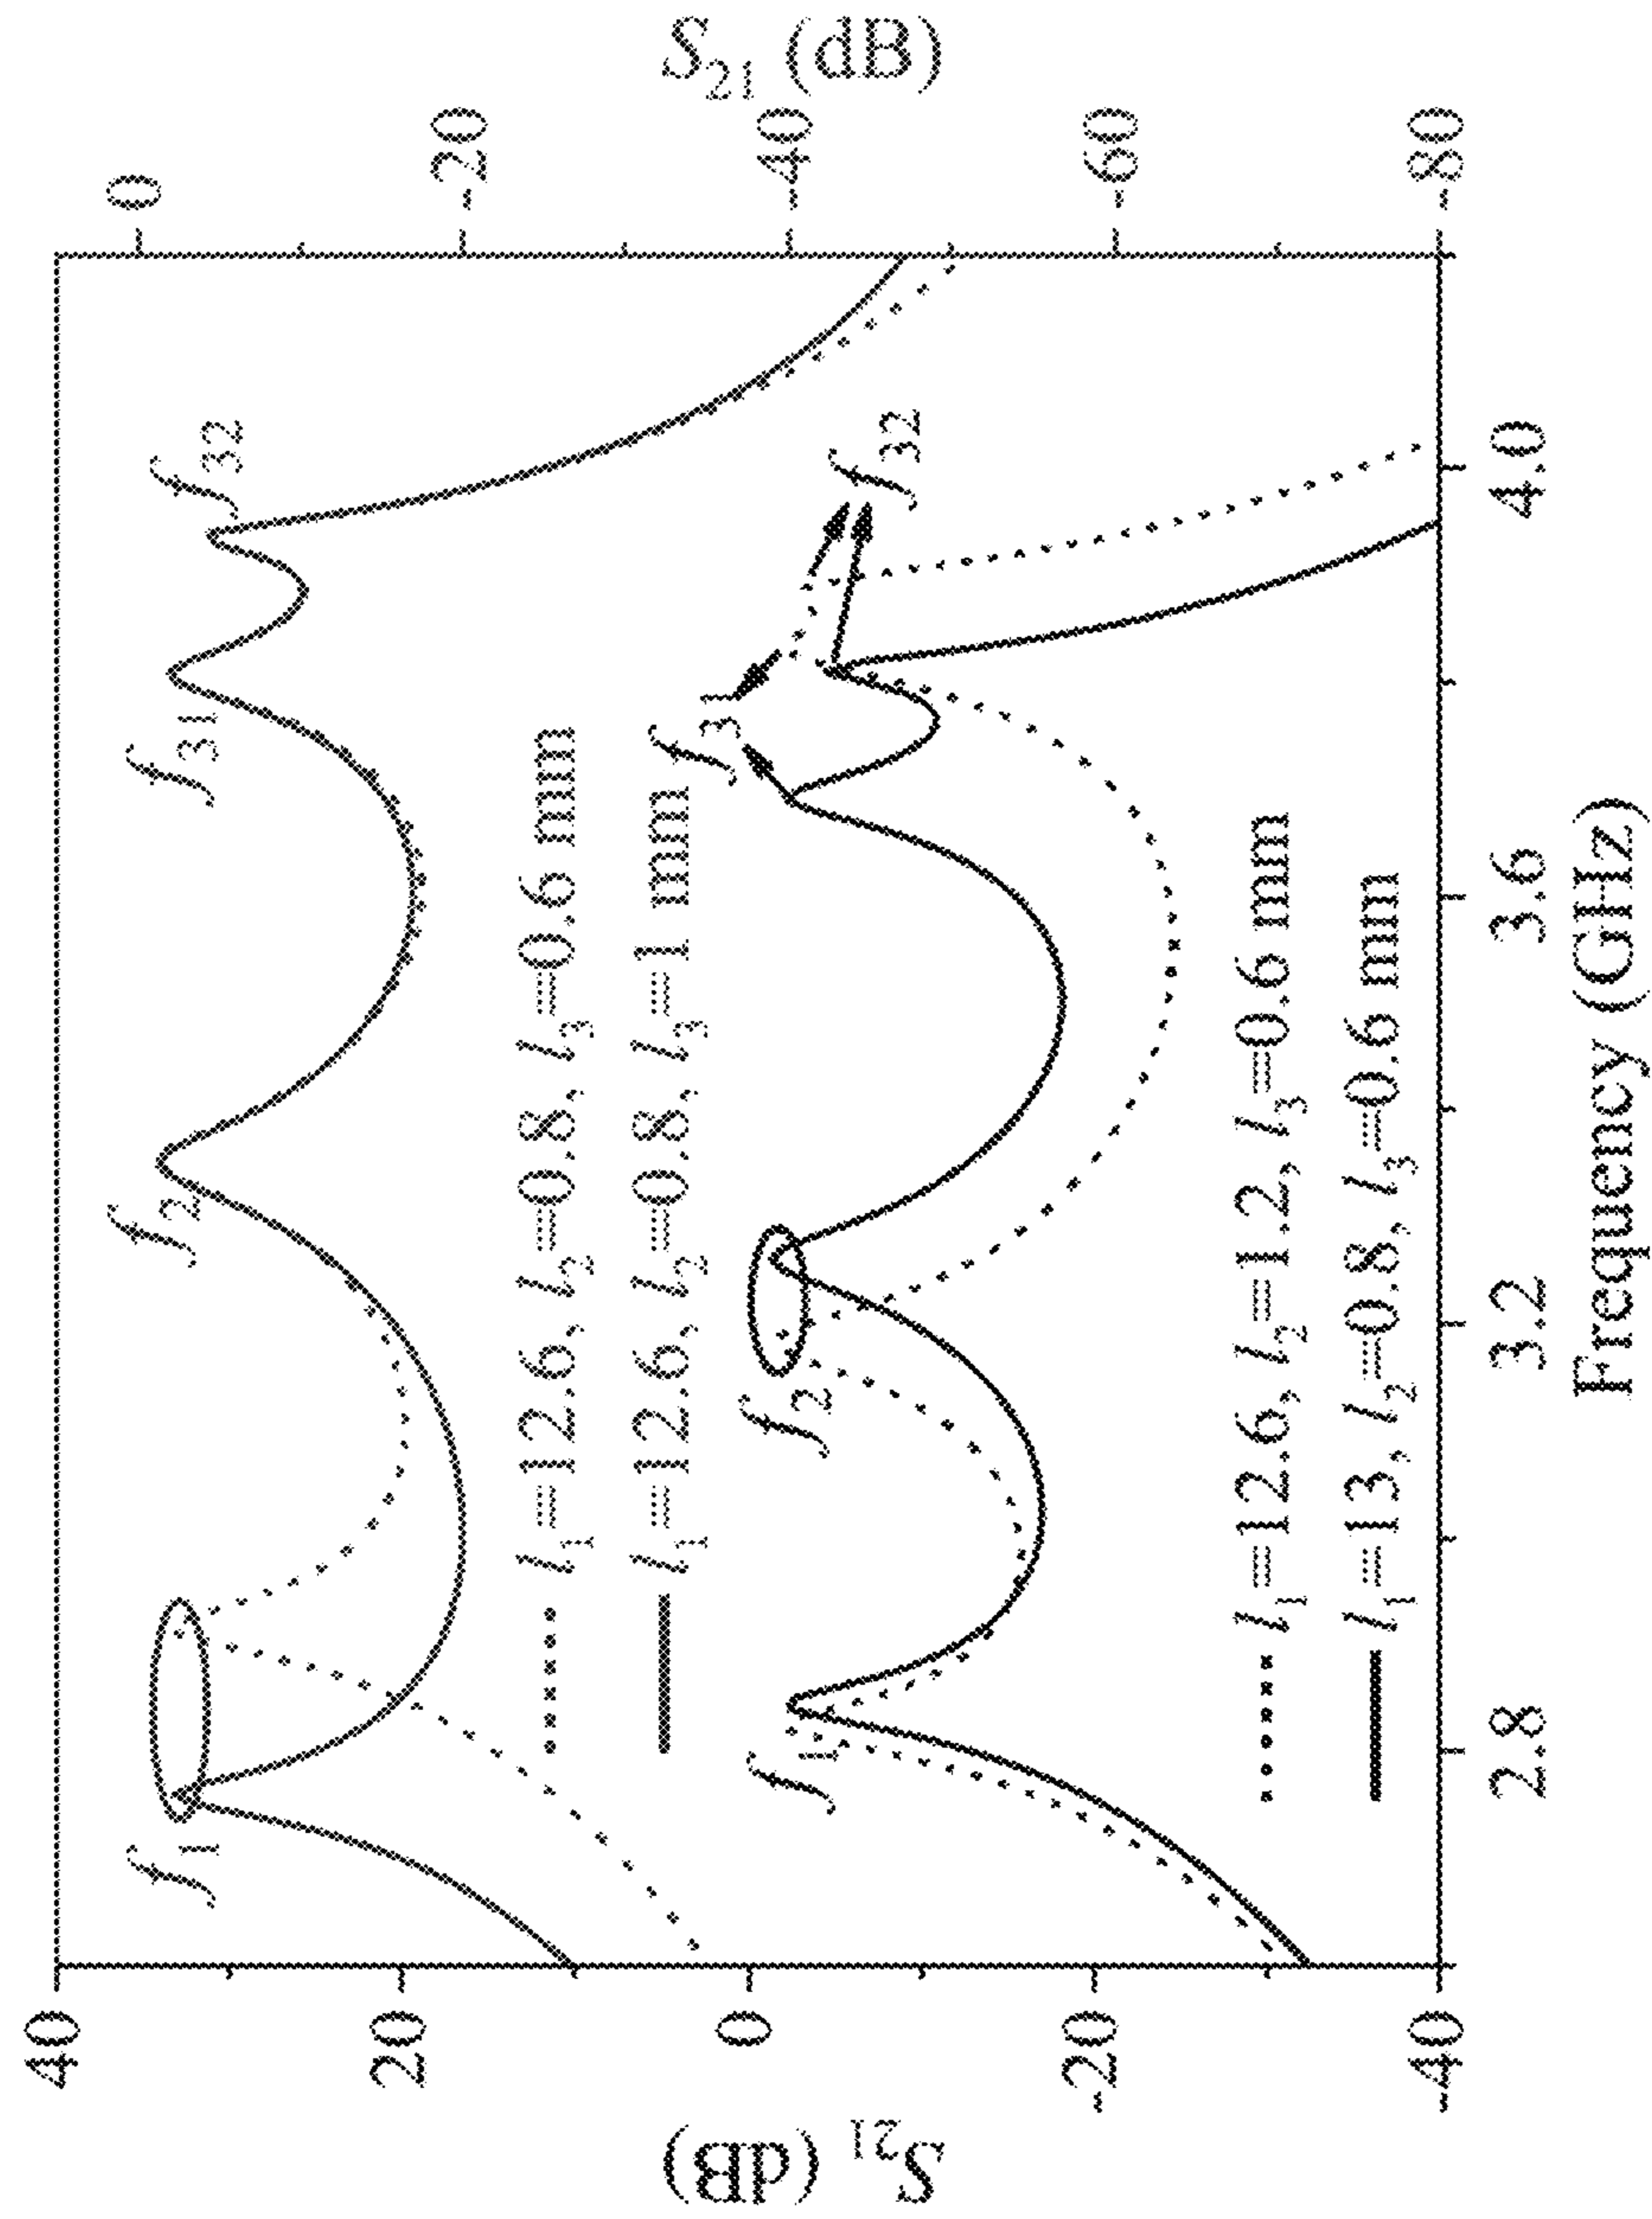 S21 (dB)
40
20
0
-20
-40
S21 (dB)
0
-20
-40
-60
-80
f1
f2
f31
f32
l1=12.6, l2=0.8, l3=0.6 mm
l1=12.6, l2=0.8, l3=1 mm
f1
f2
f31
f32
l1=12.6, l2=1.2, l3=0.6 mm
l1=13, l2=0.8, l3=0.6 mm
2.8 3.2 3.6 4.0
Frequency (GHz)